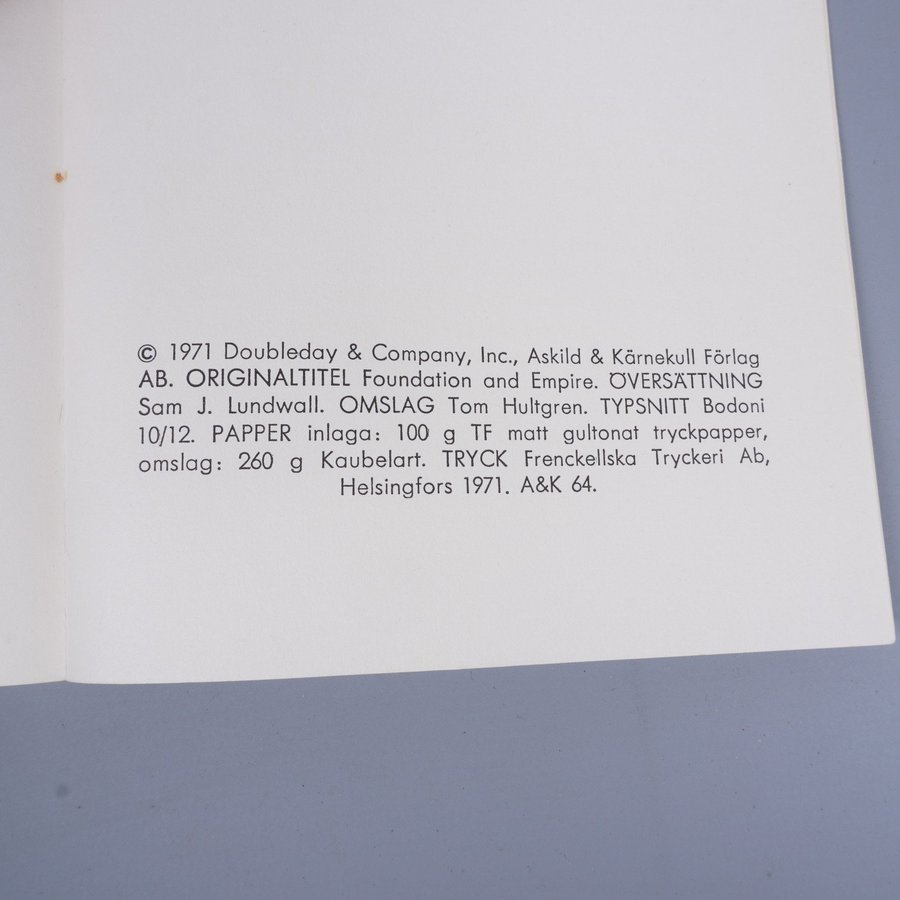 © 1971 Doubleday & Company, Inc., Askild & Kärnekull Förlag
AB. ORIGINALTITEL Foundation and Empire. ÖVERSÄTTNING
Sam J. Lundwall. OMSLAG Tom Hultgren. TYPSNITT Bodoni
10/12. PAPPER inlaga: 100 g TF matt gultonat tryckpapper,
omslag: 260 g Kaubelart. TRYCK Frenckellska Tryckeri Ab,
Helsingfors 1971. A&K 64.